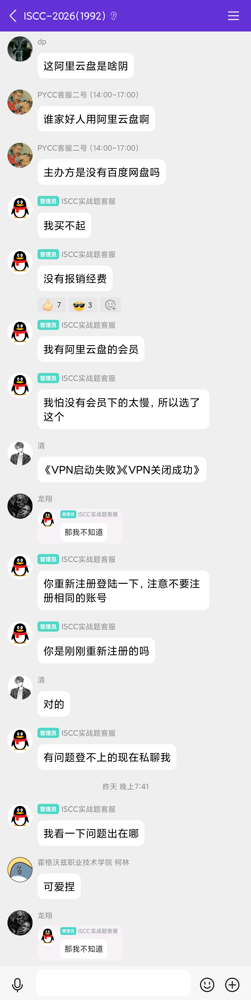 ISCC-2026(1992)
dp
这阿里云盘是啥阴
PYCC客服二号 (14:00-17:00)
谁家好人用阿里云盘啊
PYCC客服二号 (14:00-17:00)
主办方是没有百度网盘吗
管理员 ISCC实战题客服
我买不起
管理员 ISCC实战题客服
没有报销经费
7 3
管理员 ISCC实战题客服
我有阿里云盘的会员
管理员 ISCC实战题客服
我怕没有会员下的太慢，所以选了
这个
清
《VPN启动失败》《VPN关闭成功》
龙翔
管理员 ISCC实战题客服
那我不知道
管理员 ISCC实战题客服
你重新注册登陆一下，注意不要注
册相同的账号
管理员 ISCC实战题客服
你是刚刚重新注册的吗
清
对的
管理员 ISCC实战题客服
有问题登不上的现在私聊我
昨天 晚上7:41
管理员 ISCC实战题客服
我看一下问题出在哪
霍格沃兹职业技术学院 柯林
可爱捏
龙翔
管理员 ISCC实战题客服
那我不知道